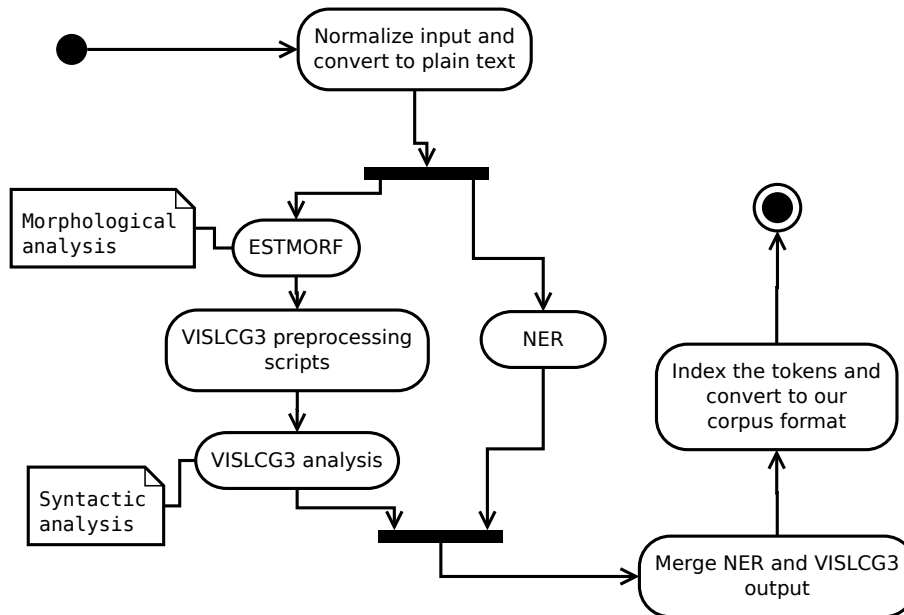 Normalize input and
convert to plain text
Morphological
analysis
ESTMORF
VISLCG3 preprocessing
scripts
NER
Index the tokens and
convert to our
corpus format
VISLCG3 analysis
Syntactic
analysis
Merge NER and VISLCG3
output